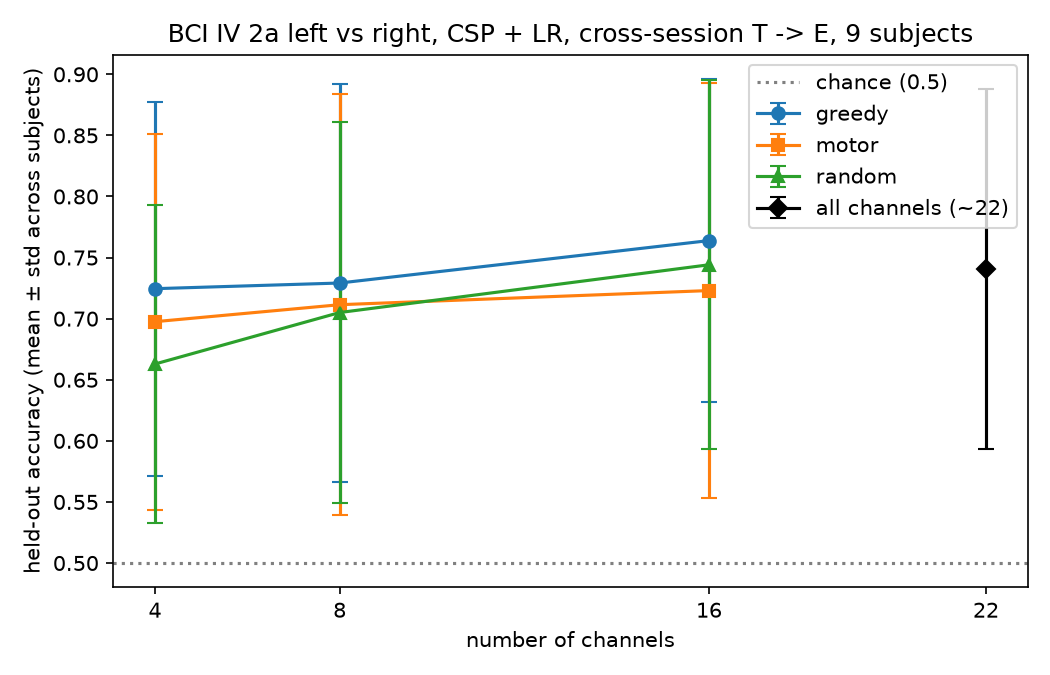 BCI IV 2a left vs right, CSP + LR, cross-session T -> E, 9 subjects
held-out accuracy (mean ± std across subjects)
0.90
0.85
0.80
0.75
0.70
0.65
0.60
0.55
0.50
chance (0.5)
greedy
motor
random
all channels (~22)
4 8 16 22
number of channels